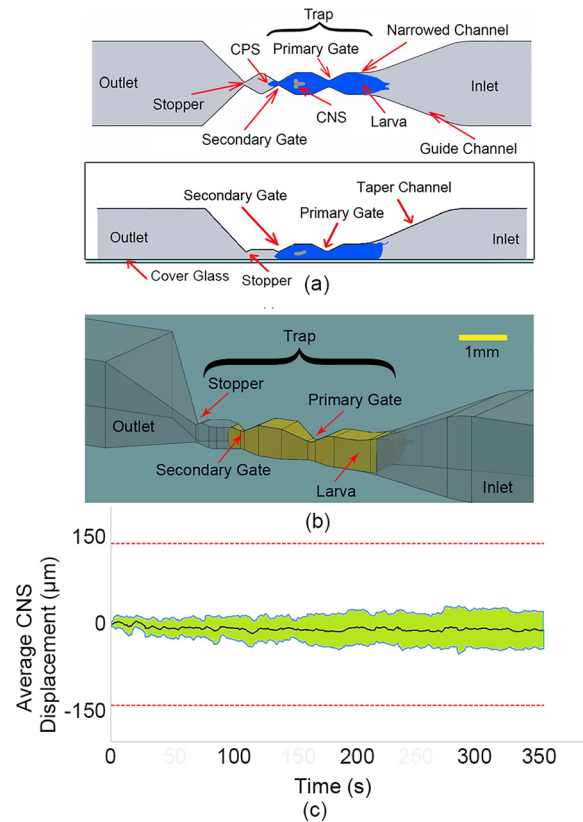 Trap
Primary Gate
Narrowed Channel
CPS
Outlet
Inlet
Stopper
CNS
Larva
Secondary Gate
Guide Channel
Secondary Gate
Taper Channel
Primary Gate
Outlet
Inlet
Cover Glass
Stopper
(a)
Trap
1mm
Stopper
Primary Gate
Outlet
Secondary Gate
Larva
Inlet
(b)
Average CNS
Displacement (µm)
150
0
-150
0 50 100 150 200 250 300 350
Time (s)
(c)